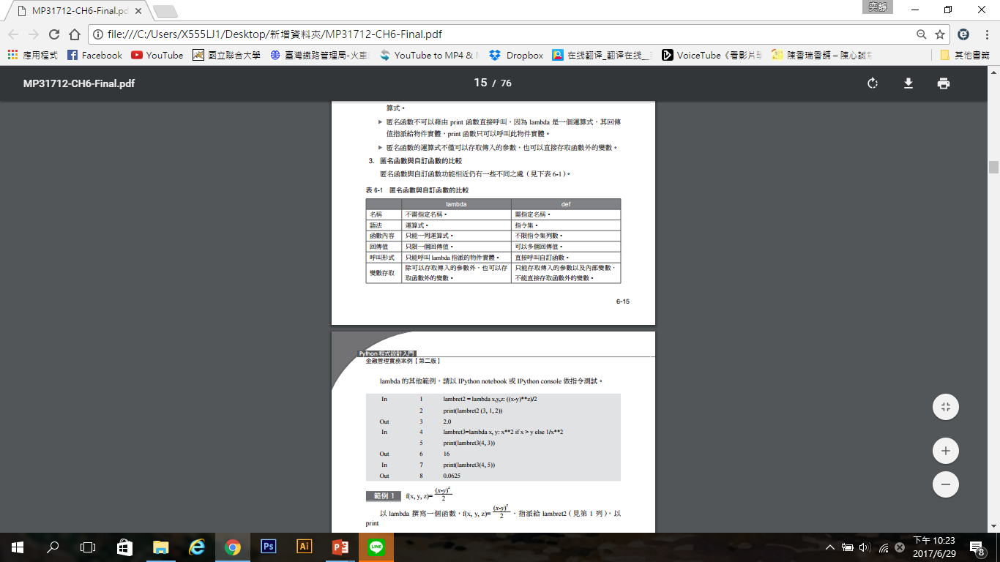 MP31712-CH6-Final.pd
奕靜
file:///C:/Users/X555LJ1/Desktop/新增資料夾/MP31712-CH6-Final.pdf
應用程式 Facebook YouTube 國立聯合大學 臺灣鐵路管理局-火車 YouTube to MP4 & Dropbox 在线翻译_翻译在线__ VoiceTube《看影片學 陳香瑞香舖 – 陳心誠 其他書籤
MP31712-CH6-Final.pdf 15 / 76
算式。
▶ 匿名函數不可以藉由 print 函數直接呼叫，因為 lambda 是一個運算式，其回傳
值指派給物件實體，print 函數只可以呼叫此物件實體。
▶ 匿名函數的運算式不僅可以存取傳入的參數，也可以直接存取函數外的變數。
3. 匿名函數與自訂函數的比較
匿名函數與自訂函數功能相近仍有一些不同之處（見下表 6-1）。
表 6-1 匿名函數與自訂函數的比較
lambda def
名稱 不需指定名稱。 需指定名稱。
語法 運算式。 指令集。
函數內容 只能一列運算式。 不限指令集列數。
回傳值 只限一個回傳值。 可以多個回傳值。
呼叫形式 只能呼叫 lambda 指派的物件實體。 直接呼叫自訂函數。
變數存取 除可以存取傳入的參數外，也可以存 只能存取傳入的參數以及內部變數，
取函數外的變數。 不能直接存取函數外的變數。
6-15
Python 程式設計入門
金融管理實務案例【第二版】
lambda 的其他範例，請以 IPython notebook 或 IPython console 做指令測試。
In 1 lambret2 = lambda x,y,z: ((x-y)**z)/2
2 print(lambret2 (3, 1, 2))
Out 3 2.0
In 4 lambret3=lambda x, y: x**2 if x > y else 1/x**2
5 print(lambret3(4, 3))
Out 6 16
In 7 print(lambret3(4, 5))
Out 8 0.0625
範例 1 f(x, y, z)= (x-y)^z / 2
以 lambda 撰寫一個函數，f(x, y, z)= (x-y)^z / 2，指派給 lambret2（見第 1 列），以
print
Ps Ai LINE
下午 10:23
2017/6/29
8